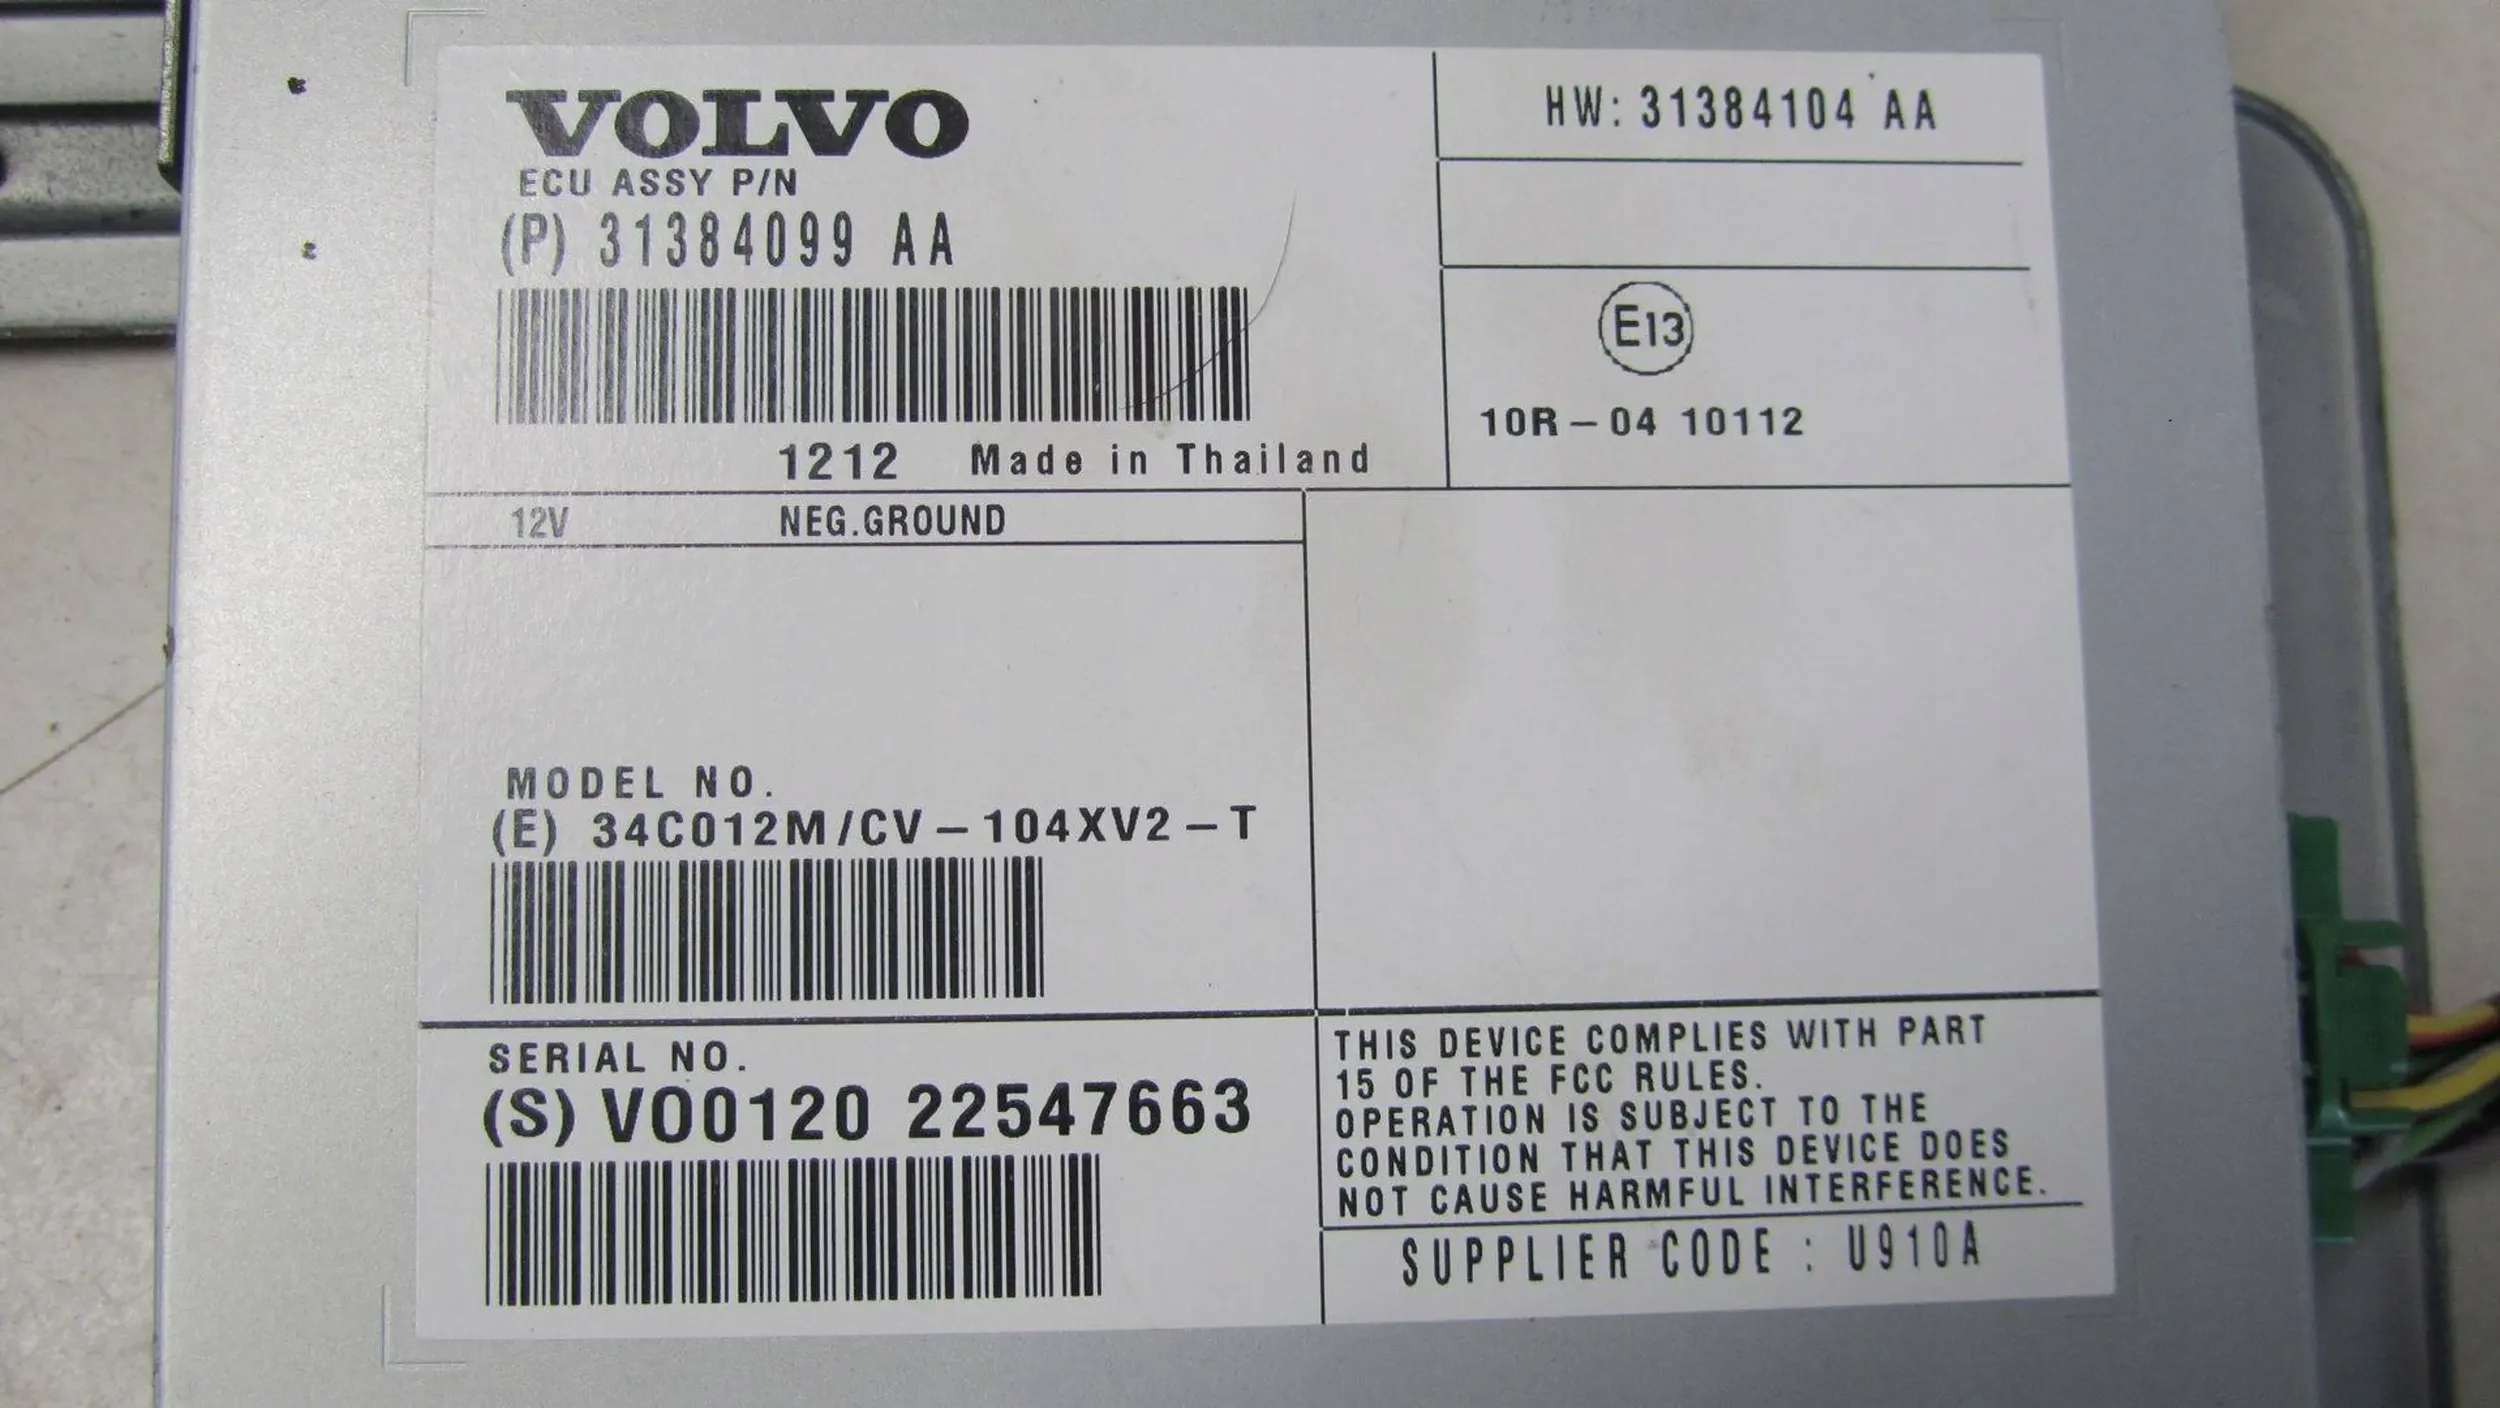 VOLVO
ECU ASSY P/N
(P) 31384099 AA
1212 Made in Thailand
HW: 31384104 AA
E13
10R-04 10112
12V NEG.GROUND
MODEL NO.
(E) 34C012M/CV-104XV2-T
SERIAL NO.
(S) VO0120 22547663
THIS DEVICE COMPLIES WITH PART
15 OF THE FCC RULES.
OPERATION IS SUBJECT TO THE
CONDITION THAT THIS DEVICE DOES
NOT CAUSE HARMFUL INTERFERENCE.
SUPPLIER CODE : U910A